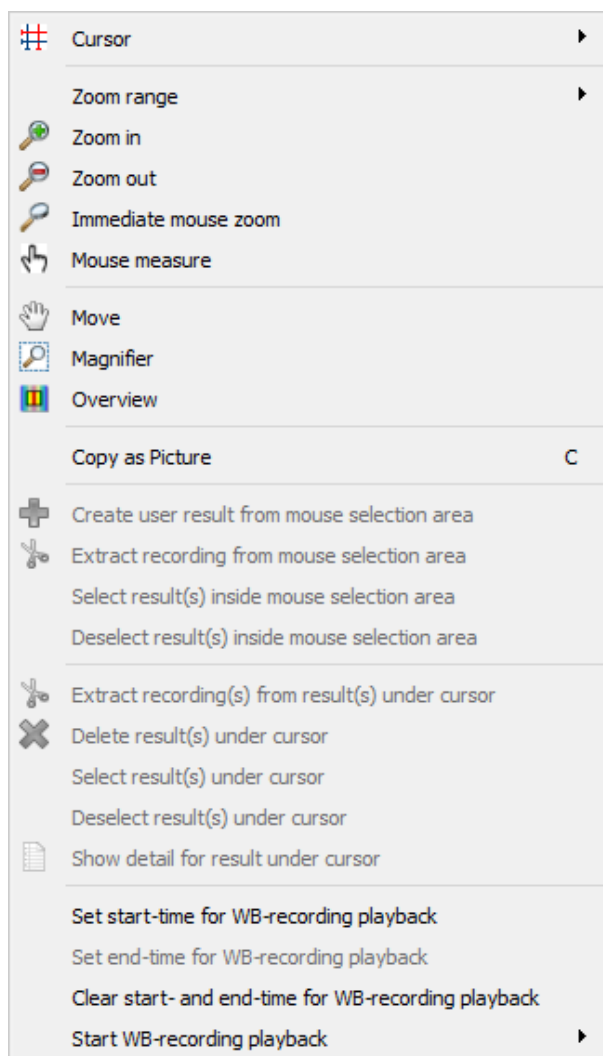 Cursor
Zoom range
Zoom in
Zoom out
Immediate mouse zoom
Mouse measure
Move
Magnifier
Overview
Copy as Picture C
Create user result from mouse selection area
Extract recording from mouse selection area
Select result(s) inside mouse selection area
Deselect result(s) inside mouse selection area
Extract recording(s) from result(s) under cursor
Delete result(s) under cursor
Select result(s) under cursor
Deselect result(s) under cursor
Show detail for result under cursor
Set start-time for WB-recording playback
Set end-time for WB-recording playback
Clear start- and end-time for WB-recording playback
Start WB-recording playback